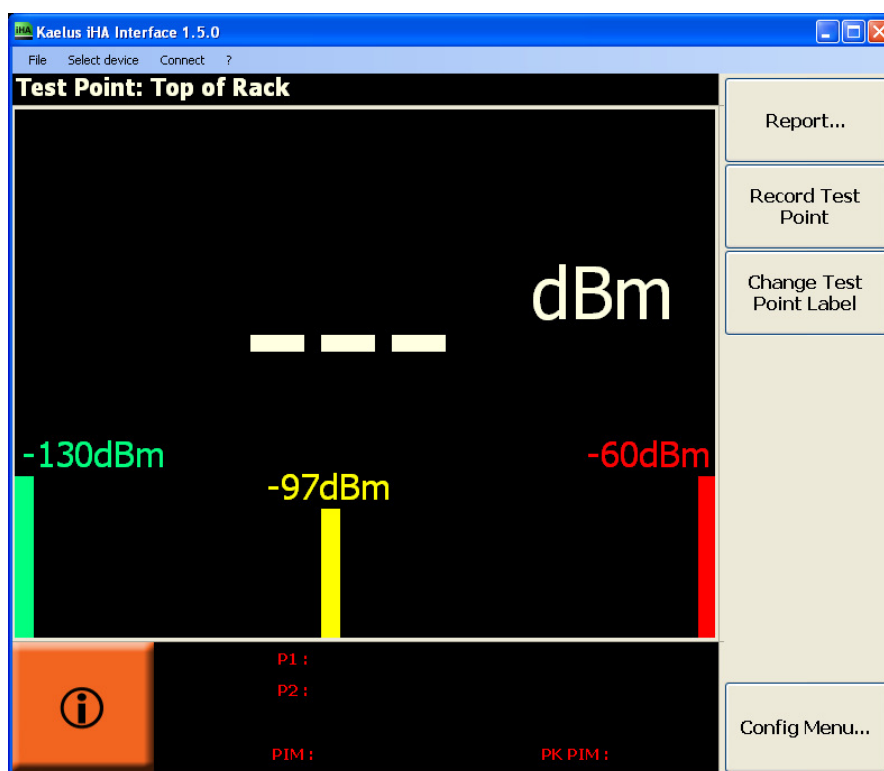 iHA Kaelus iHA Interface 1.5.0
File Select device Connect ?
Test Point: Top of Rack
Report...
Record Test
Point
Change Test
Point Label
dBm
-130dBm
-60dBm
-97dBm
P1 :
P2 :
PIM :
PK PIM :
Config Menu...